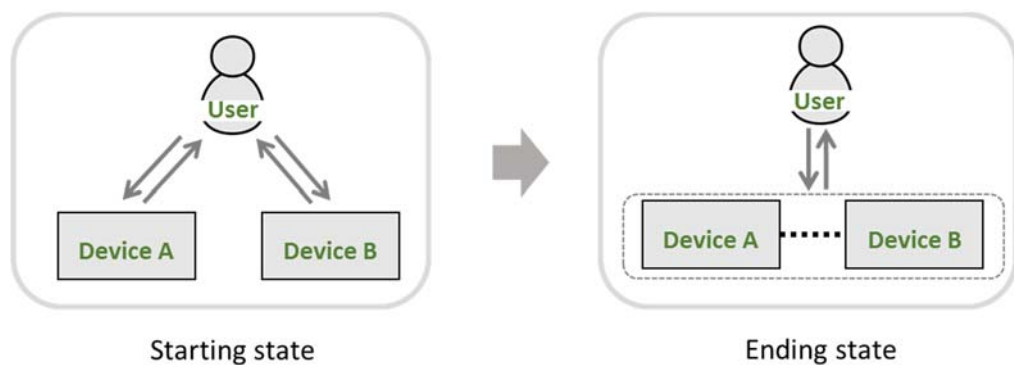 User
Device A
Device B
User
Device A
Device B
Starting state
Ending state